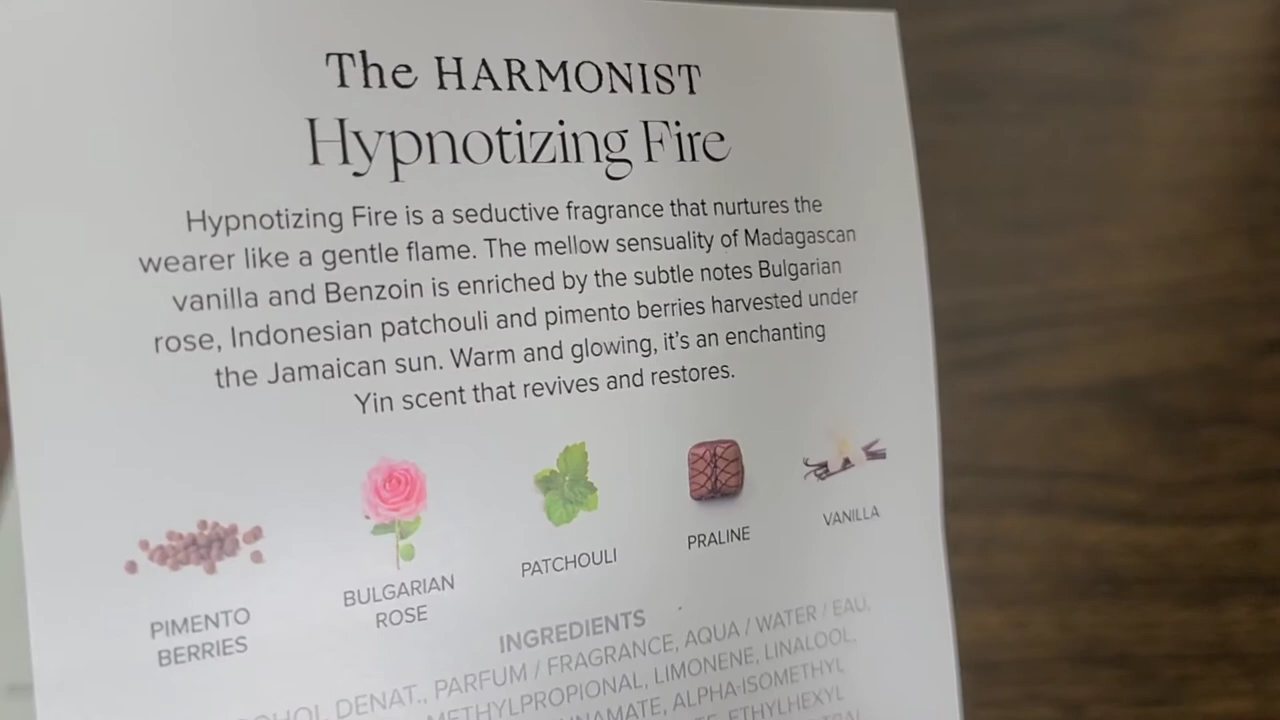 The HARMONIST
Hypnotizing Fire
Hypnotizing Fire is a seductive fragrance that nurtures the
wearer like a gentle flame. The mellow sensuality of Madagascan
vanilla and Benzoin is enriched by the subtle notes Bulgarian
rose, Indonesian patchouli and pimento berries harvested under
the Jamaican sun. Warm and glowing, it's an enchanting
Yin scent that revives and restores.
PIMENTO
BERRIES
BULGARIAN
ROSE
PATCHOULI
PRALINE
VANILLA
INGREDIENTS
DENAT., PARFUM / FRAGRANCE, AQUA / WATER / EAU,
METHYLPROPIONAL, LIMONENE, LINALOOL,
ALPHA-ISOMETHYL
ETHYLHEXYL